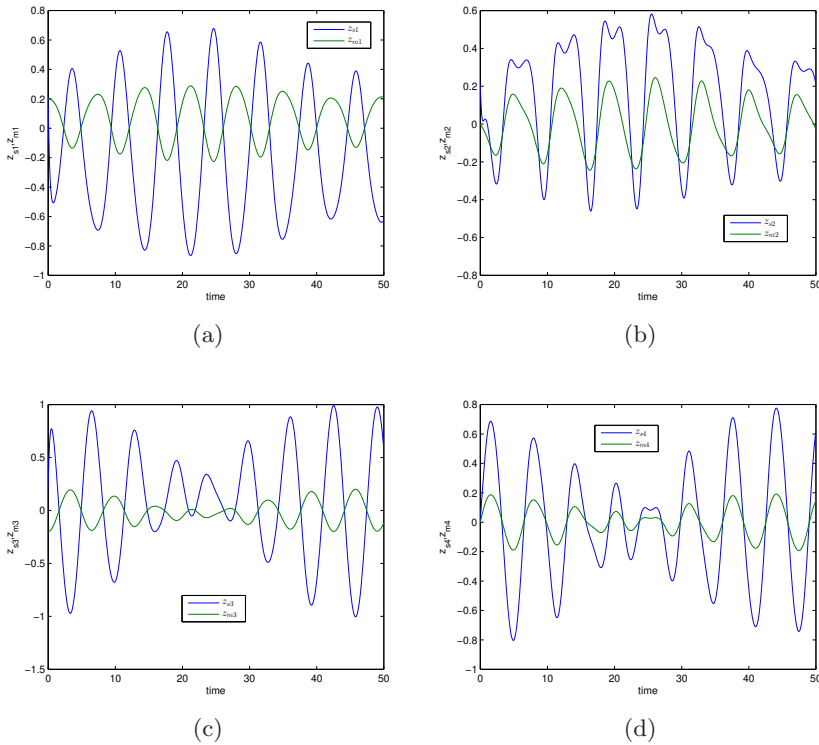 0.8
0.6
0.4
0.2
0
−0.2
−0.4
−0.6
−0.8
−1
0
10
20
30
40
50
time
z_{s1},z_{m1}
z_{s1}
z_{m1}
(a)
0.6
0.4
0.2
0
−0.2
−0.4
−0.6
−0.8
0
10
20
30
40
50
time
z_{s2},z_{m2}
z_{s2}
z_{m2}
(b)
1
0.5
0
−0.5
−1
−1.5
0
10
20
30
40
50
time
z_{s3},z_{m3}
z_{s3}
z_{m3}
(c)
0.8
0.6
0.4
0.2
0
−0.2
−0.4
−0.6
−0.8
−1
0
10
20
30
40
50
time
z_{s4},z_{m4}
z_{s4}
z_{m4}
(d)